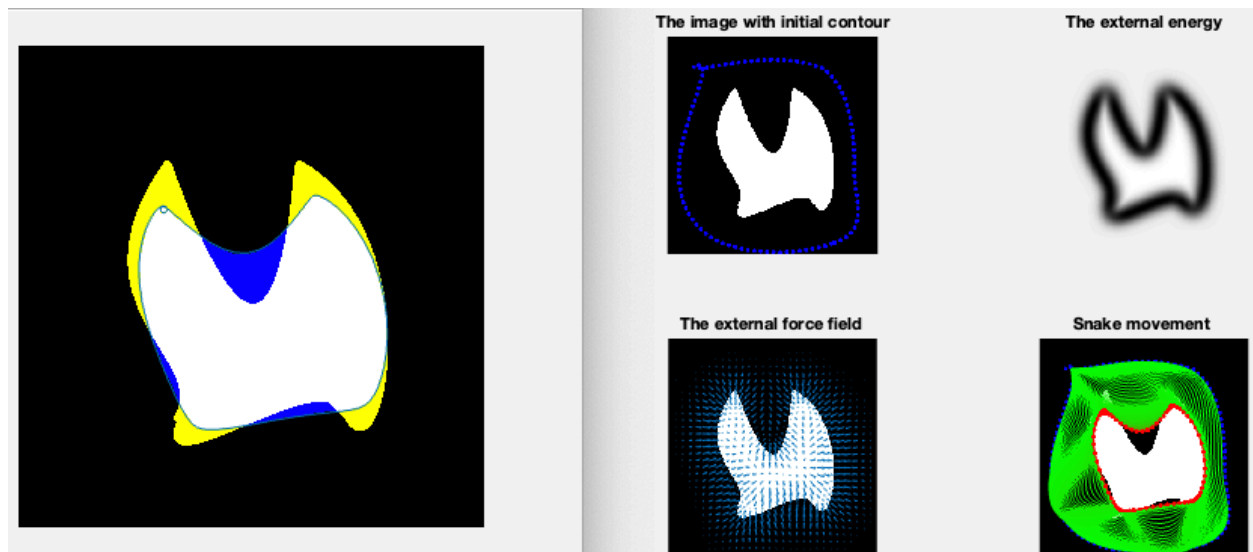 The image with initial contour
The external energy
The external force field
Snake movement